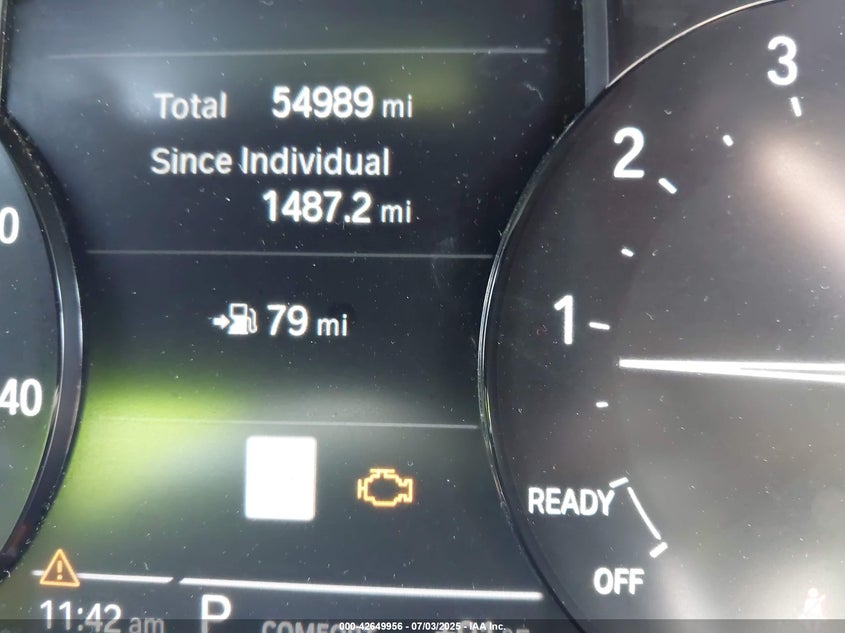 Total 54989 mi
Since Individual
1487.2 mi
79 mi
3
2
1
0
40
READY
OFF
11:42 am P
COMFORT
000-42649956 - 07/03/2025 - IAA Inc.